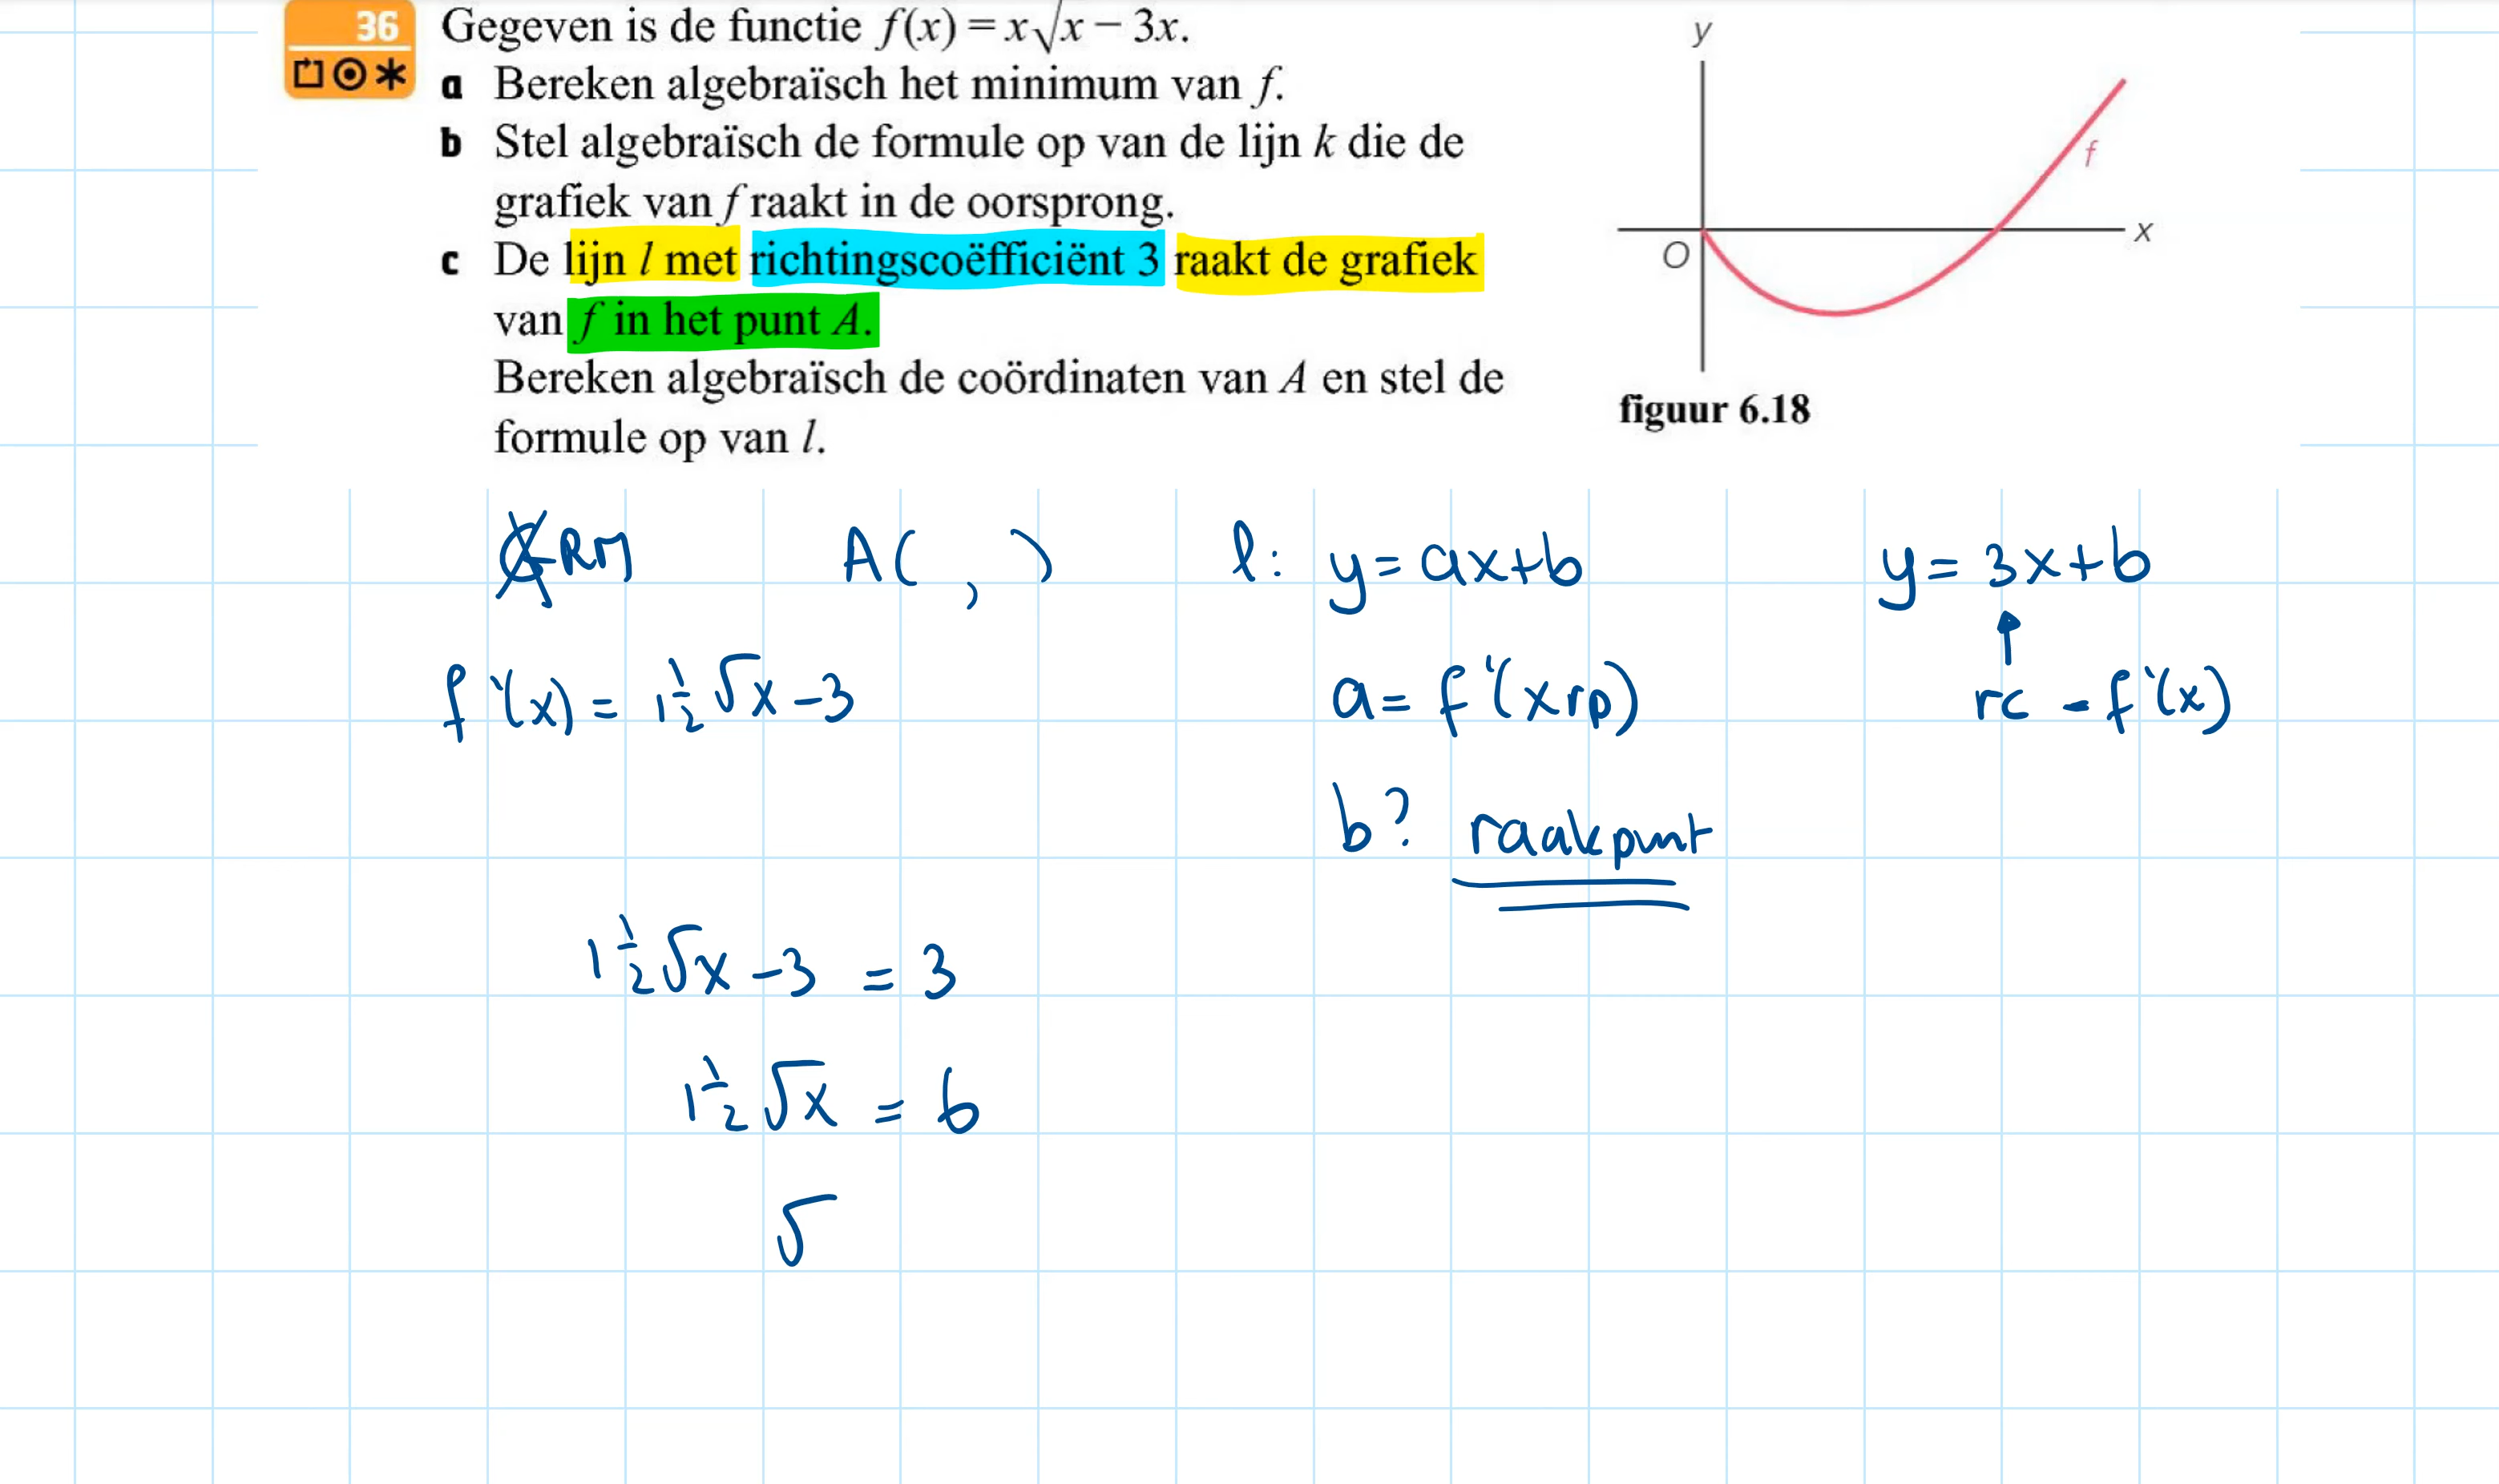 36 Gegeven is de functie f(x) = x√x − 3x.
a Bereken algebraïsch het minimum van f.
b Stel algebraïsch de formule op van de lijn k die de
grafiek van f raakt in de oorsprong.
c De lijn l met richtingscoëfficiënt 3 raakt de grafiek
van f in het punt A.
Bereken algebraïsch de coördinaten van A en stel de
formule op van l.
y
f
x
O
figuur 6.18
RM A( , ) l: y = ax+b y = 3x+b
f'(x) = 1½√x − 3 a = f'(xrp) rc = f'(x)
b? raakpunt
1½√x − 3 = 3
1½√x = 6
√